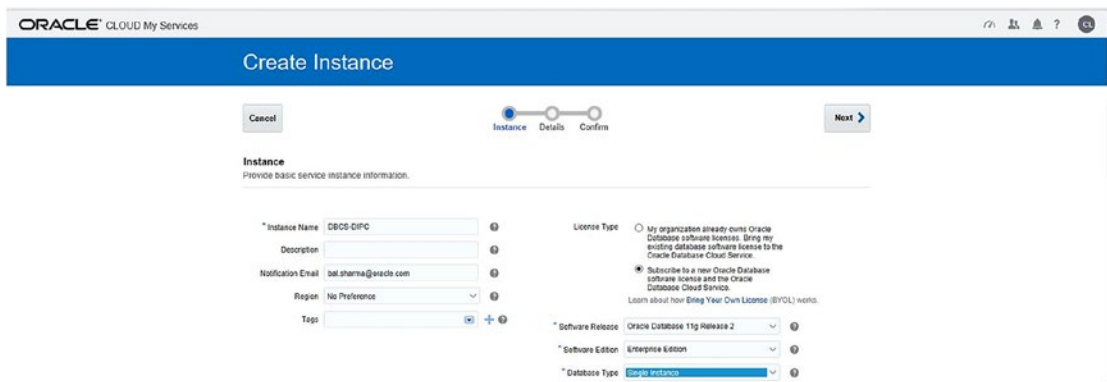 ORACLE® CLOUD My Services
? CL
Create Instance
Cancel
Instance Details Confirm
Next
Instance
Provide basic service instance information.
* Instance Name DBCS-DIPC ?
Description ?
Notification Email bal.sharma@oracle.com ?
Region No Preference ?
Tags + ?
License Type
My organization already owns Oracle
Database software licenses. Bring my
existing database software license to the
Oracle Database Cloud Service.
Subscribe to a new Oracle Database
software license and the Oracle
Database Cloud Service.
Learn about how Bring Your Own License (BYOL) works.
* Software Release Oracle Database 11g Release 2 ?
* Software Edition Enterprise Edition ?
* Database Type Single Instance ?